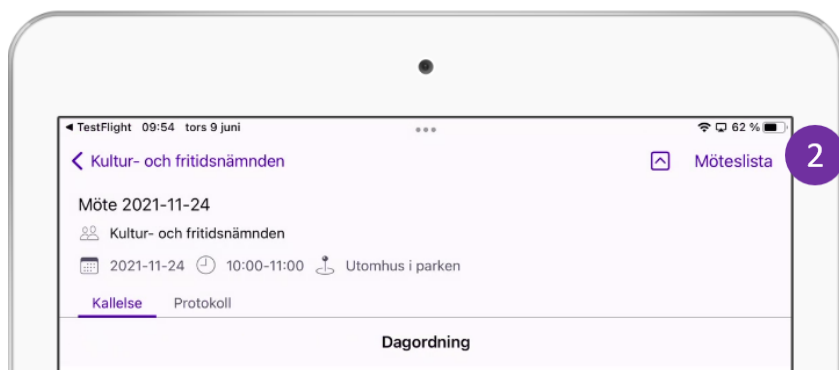 ◀ TestFlight 09:54 tors 9 juni 62 %
Kultur- och fritidsnämnden Möteslista 2
Möte 2021-11-24
Kultur- och fritidsnämnden
2021-11-24 10:00-11:00 Utomhus i parken
Kallelse Protokoll
Dagordning